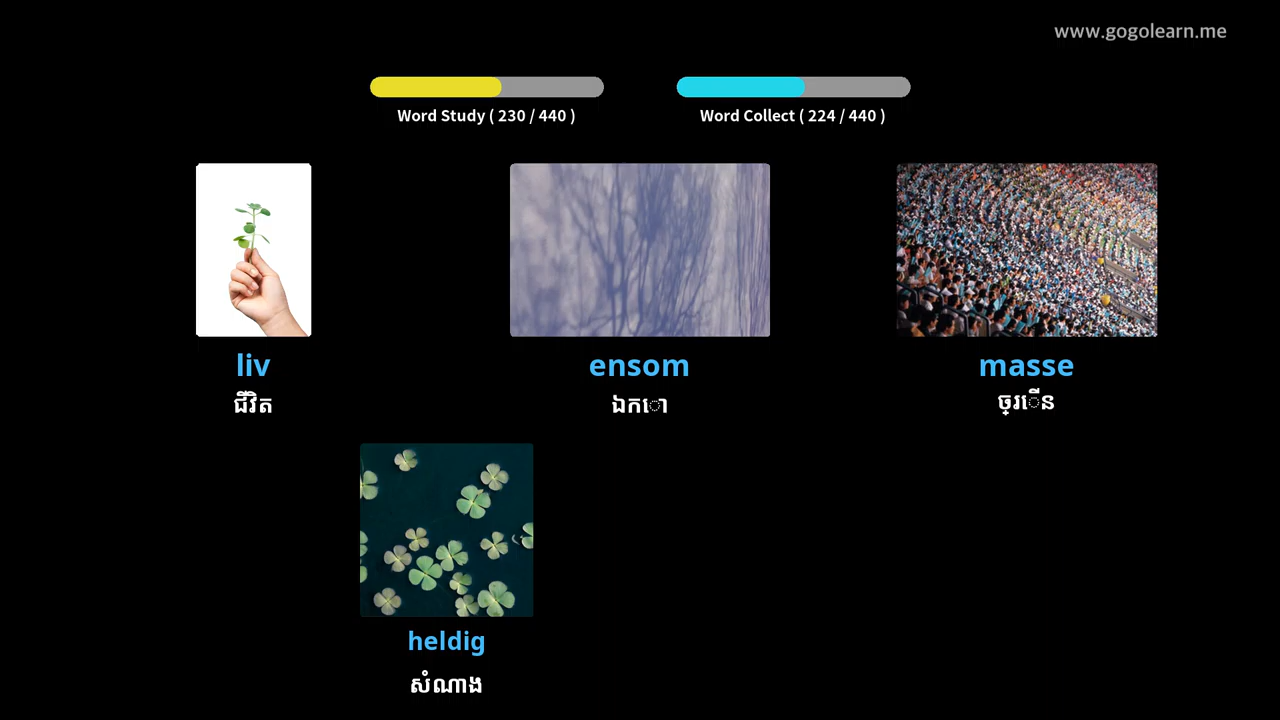 www.gogolearn.me
Word Study ( 230 / 440 )
Word Collect ( 224 / 440 )
liv
ជីវិត
ensom
ឯកោ
masse
ច្រើន
heldig
សំណាង